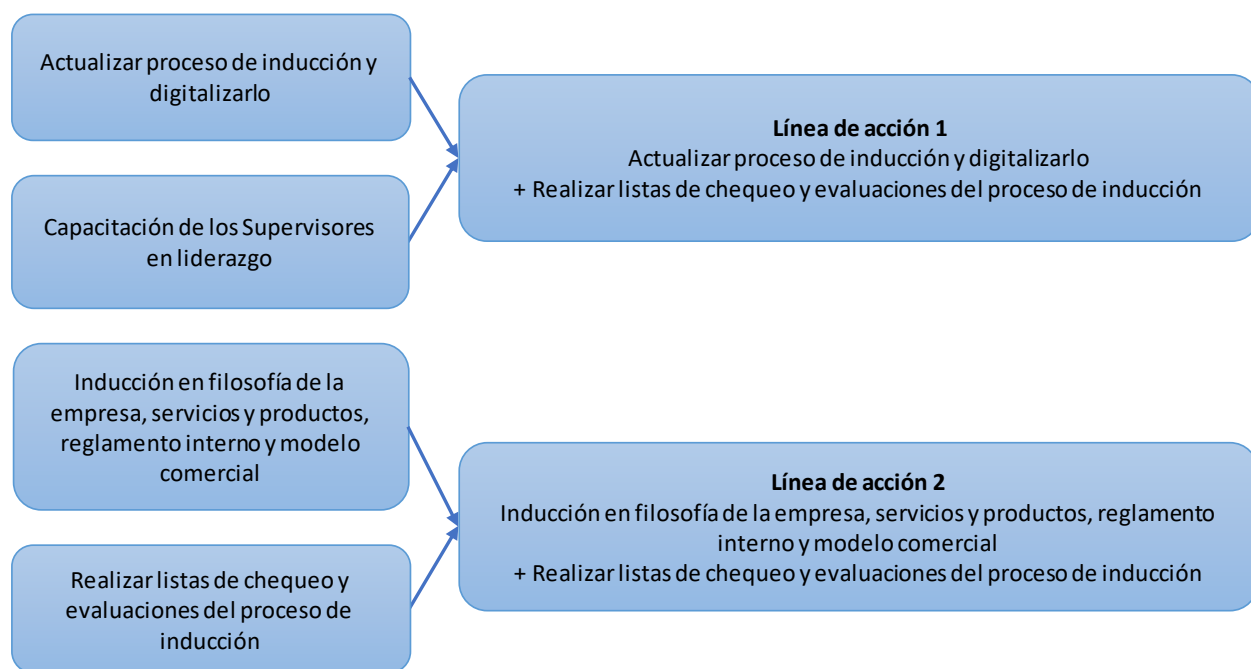 Actualizar proceso de inducción y
digitalizarlo
Capacitación de los Supervisores
en liderazgo
Línea de acción 1
Actualizar proceso de inducción y digitalizarlo
+ Realizar listas de chequeo y evaluaciones del proceso de inducción
Inducción en filosofía de la
empresa, servicios y productos,
reglamento interno y modelo
comercial
Realizar listas de chequeo y
evaluaciones del proceso de
inducción
Línea de acción 2
Inducción en filosofía de la empresa, servicios y productos, reglamento
interno y modelo comercial
+ Realizar listas de chequeo y evaluaciones del proceso de inducción